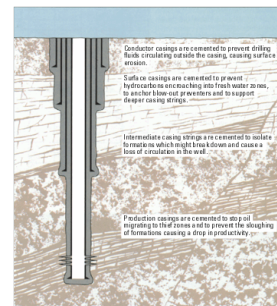 Conductor casings are cemented to prevent drilling
fluids circulating outside the casing, causing surface
erosion.
Surface casings are cemented to prevent
hydrocarbons encroaching into fresh water zones,
to anchor blow-out preventers and to support
deeper casing strings.
Intermediate casing strings are cemented to isolate
formations which might break down and cause a
loss of circulation in the well.
Production casings are cemented to stop oil
migrating to thief zones and to prevent the sloughing
of formations causing a drop in productivity.